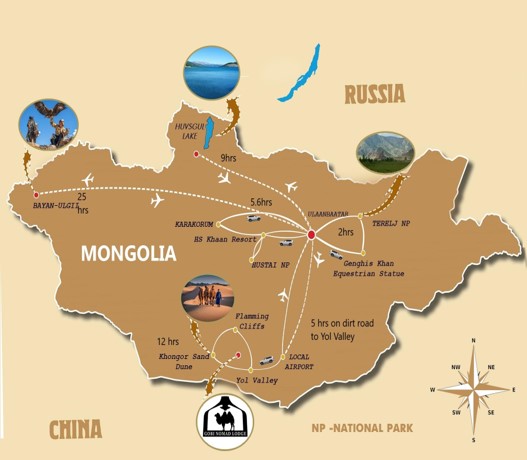 RUSSIA
HUVSGUL
LAKE
9hrs
BAYAN-ULGII
25
hrs
5.6hrs
ULAANBAATAR
KARAKORUM
HS Khaan Resort
HUSTAI NP
2hrs
TERELJ NP
Genghis Khan
Equestrian Statue
MONGOLIA
Flamming
Cliffs
12 hrs
Khongor Sand
Dune
Yol Valley
LOCAL
AIRPORT
5 hrs on dirt road
to Yol Valley
GOBI NOMAD LODGE
CHINA
NP -NATIONAL PARK
N
NW
NE
W
E
SW
SE
S